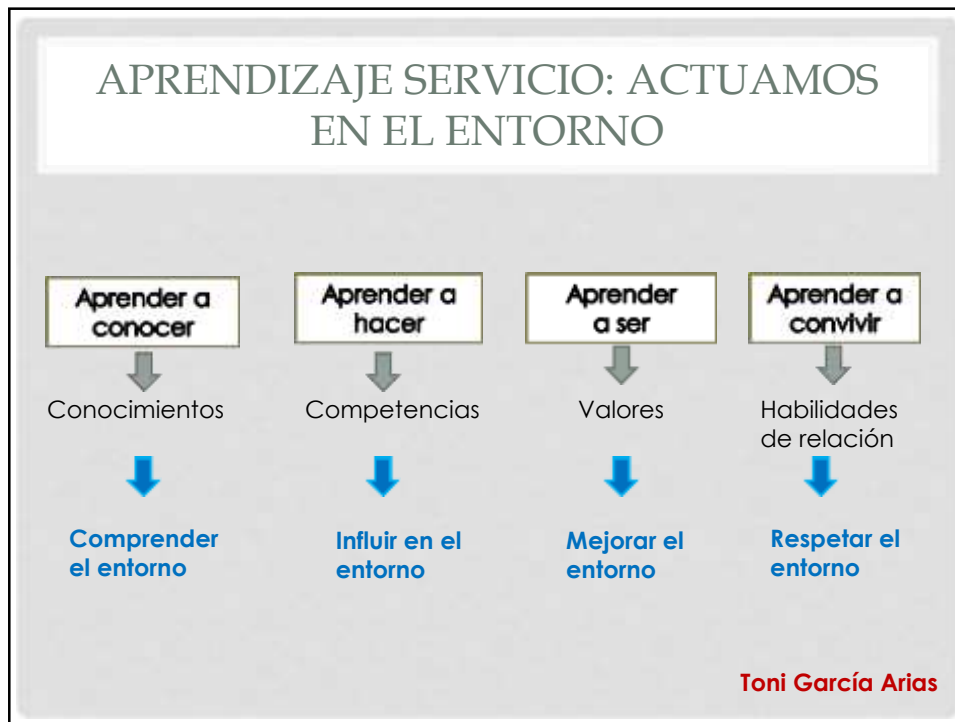 APRENDIZAJE SERVICIO: ACTUAMOS
EN EL ENTORNO
Aprender a
conocer
Conocimientos
Comprender
el entorno
Aprender a
hacer
Competencias
Influir en el
entorno
Aprender
a ser
Valores
Mejorar el
entorno
Aprender a
convivir
Habilidades
de relación
Respetar el
entorno
Toni García Arias